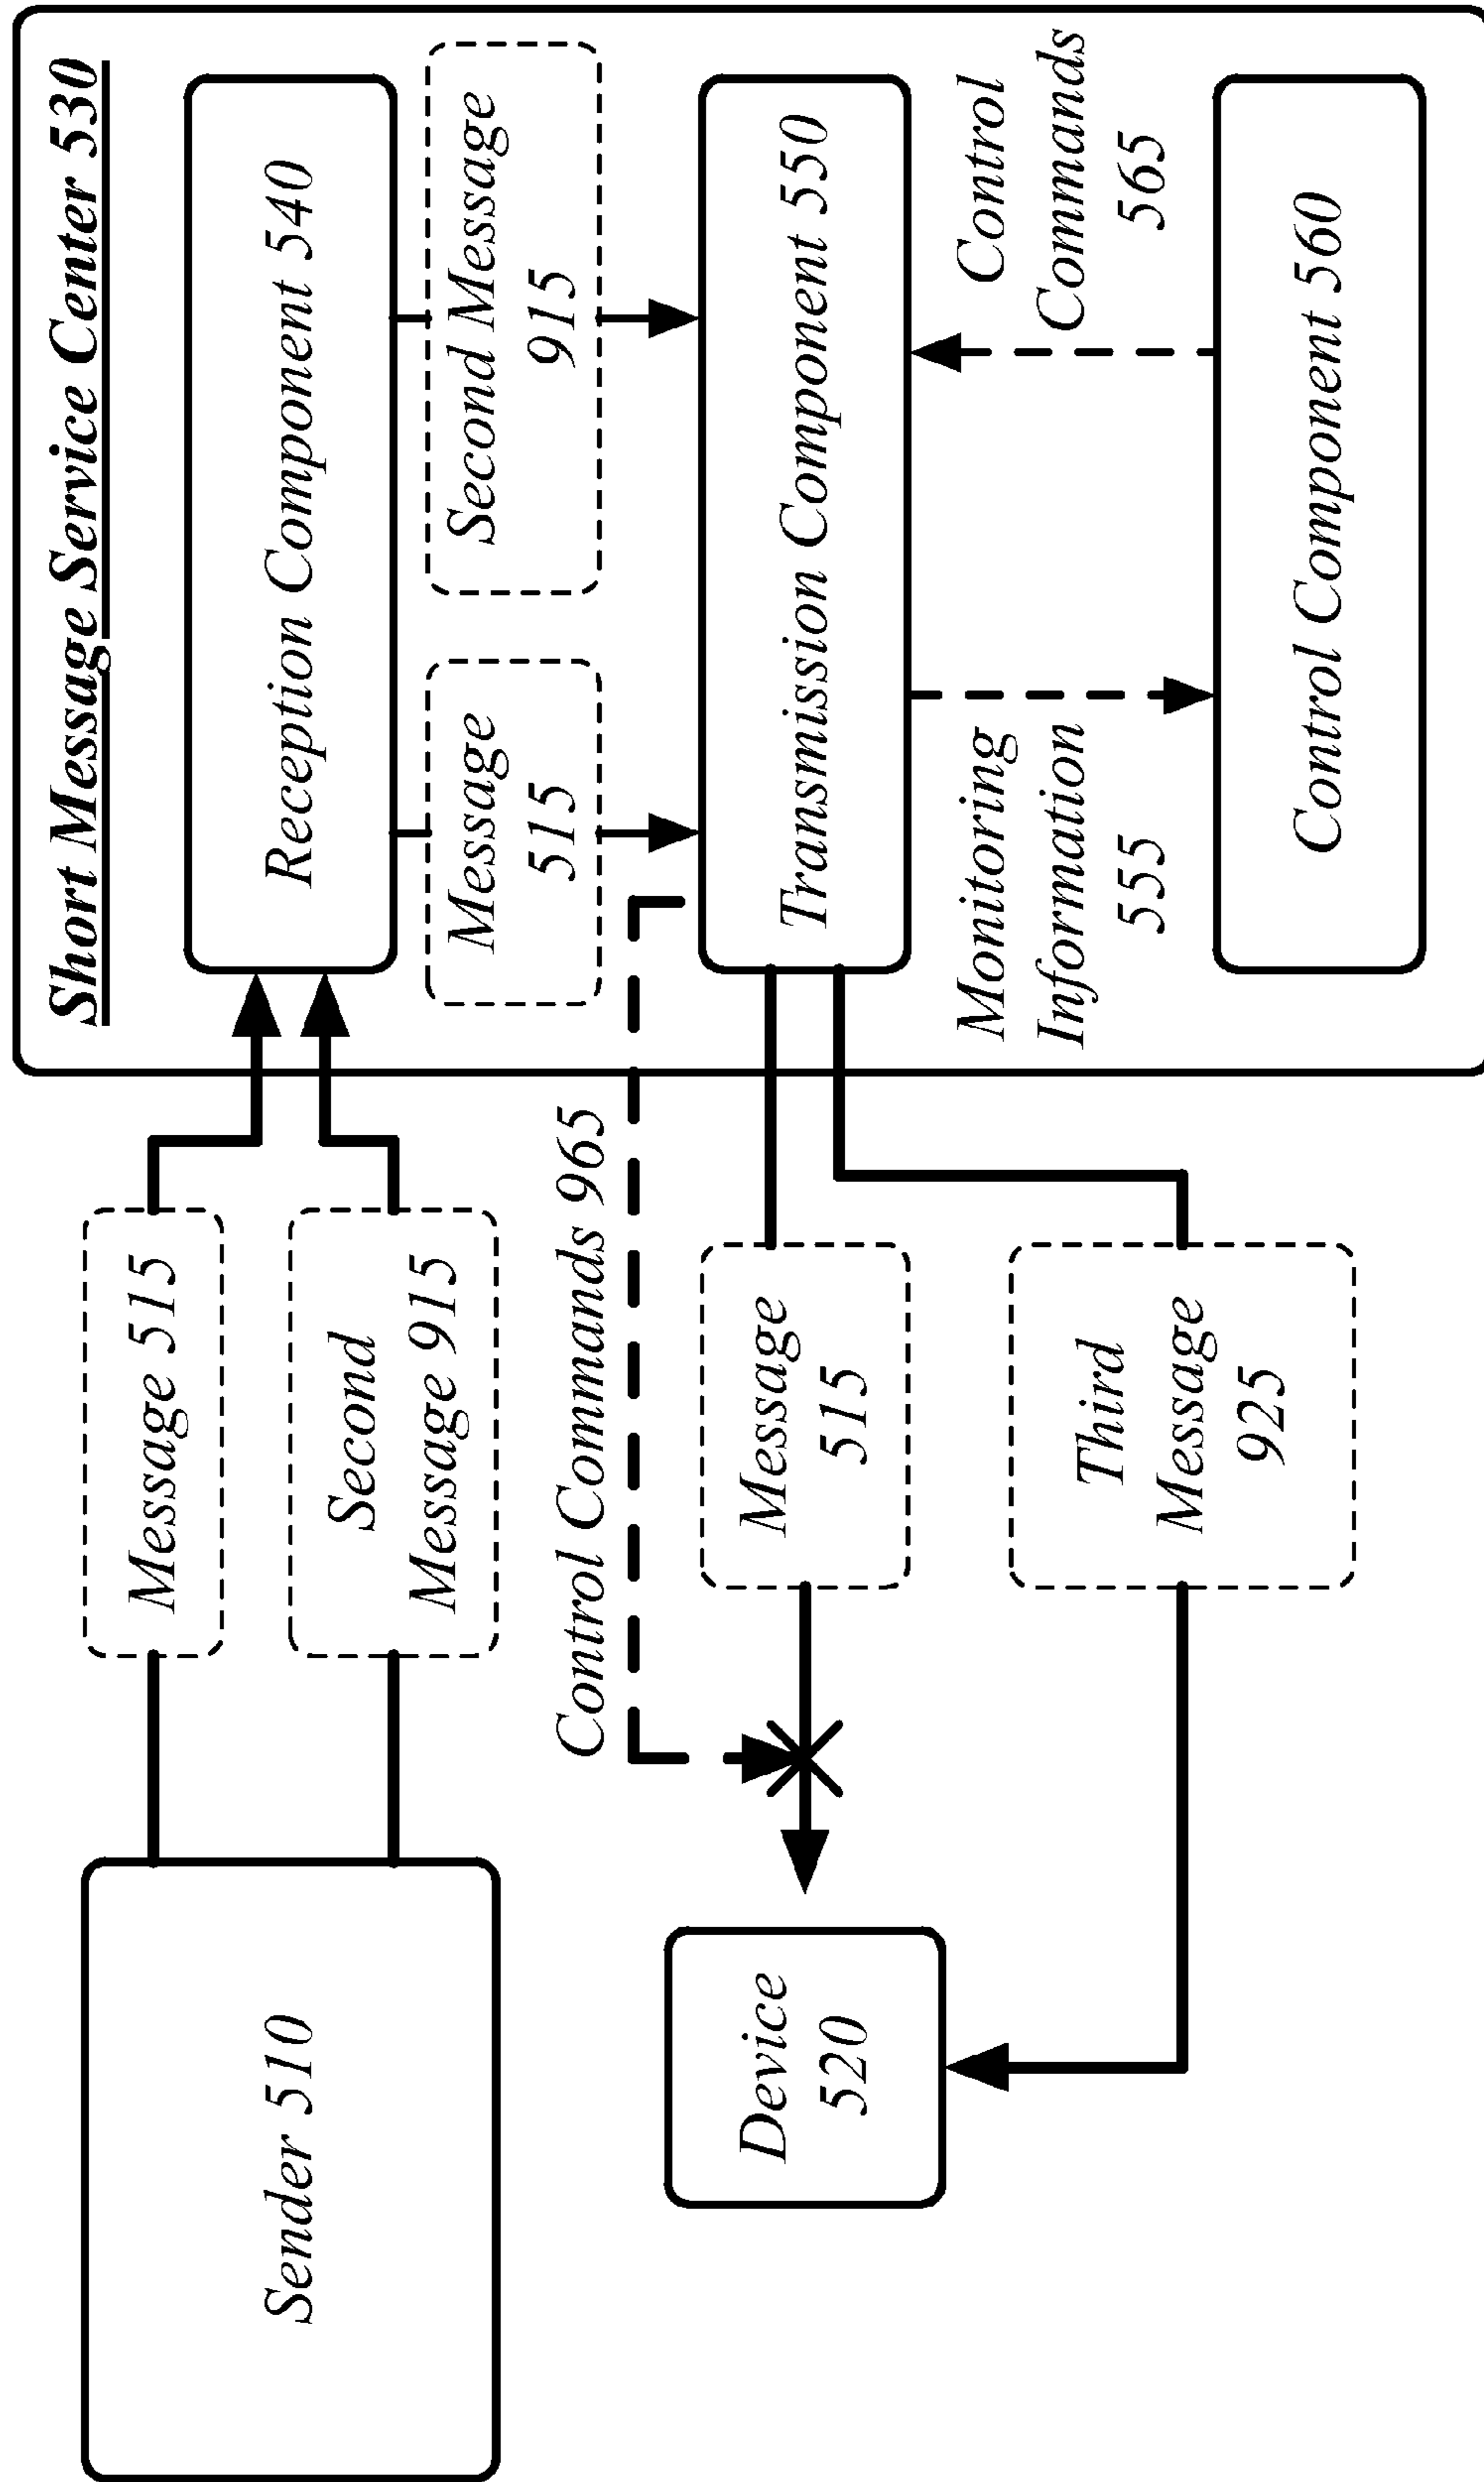 Short Message Service Center 530
Sender 510
Message 515
Second
Message 915
Reception Component 540
Message
515
Second Message
915
Control Commands 965
Device
520
Message
515
Third
Message
925
Transmission Component 550
Monitoring
Information
555
Control
Commands
565
Control Component 560